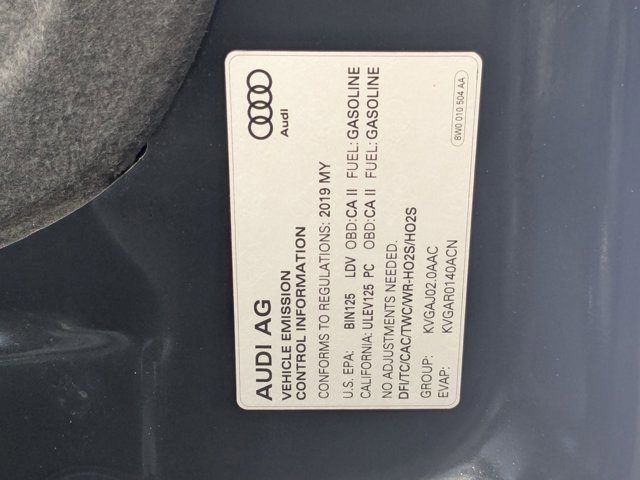 Audi
AUDI AG
VEHICLE EMISSION
CONTROL INFORMATION
CONFORMS TO REGULATIONS: 2019 MY
U.S. EPA: BIN125 LDV OBD:CA II FUEL: GASOLINE
CALIFORNIA: ULEV125 PC OBD:CA II FUEL: GASOLINE
NO ADJUSTMENTS NEEDED.
DFI/TC/CAC/TWC/WR-HO2S/HO2S
GROUP: KVGAJ02.0AAC
EVAP: KVGAR0140ACN
8W0 010 504 AA